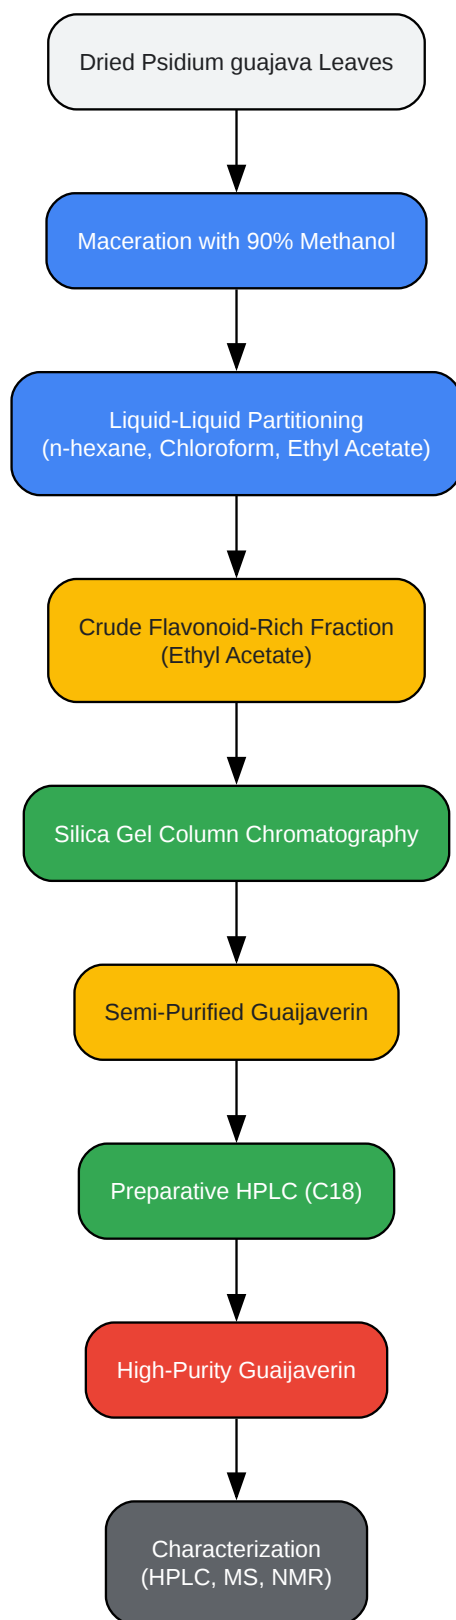 Dried Psidium guajava Leaves
Maceration with 90% Methanol
Liquid-Liquid Partitioning
(n-hexane, Chloroform, Ethyl Acetate)
Crude Flavonoid-Rich Fraction
(Ethyl Acetate)
Silica Gel Column Chromatography
Semi-Purified Guaijaverin
Preparative HPLC (C18)
High-Purity Guaijaverin
Characterization
(HPLC, MS, NMR)